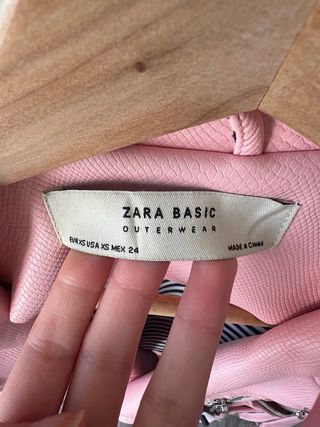 ZARA BASIC
OUTERWEAR
EUR XS USA XS MEX 24
MADE IN CHINA